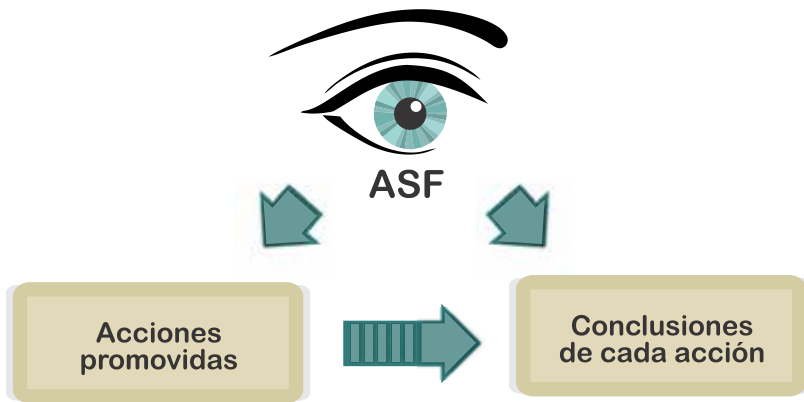 ASF
Acciones
promovidas
Conclusiones
de cada acción